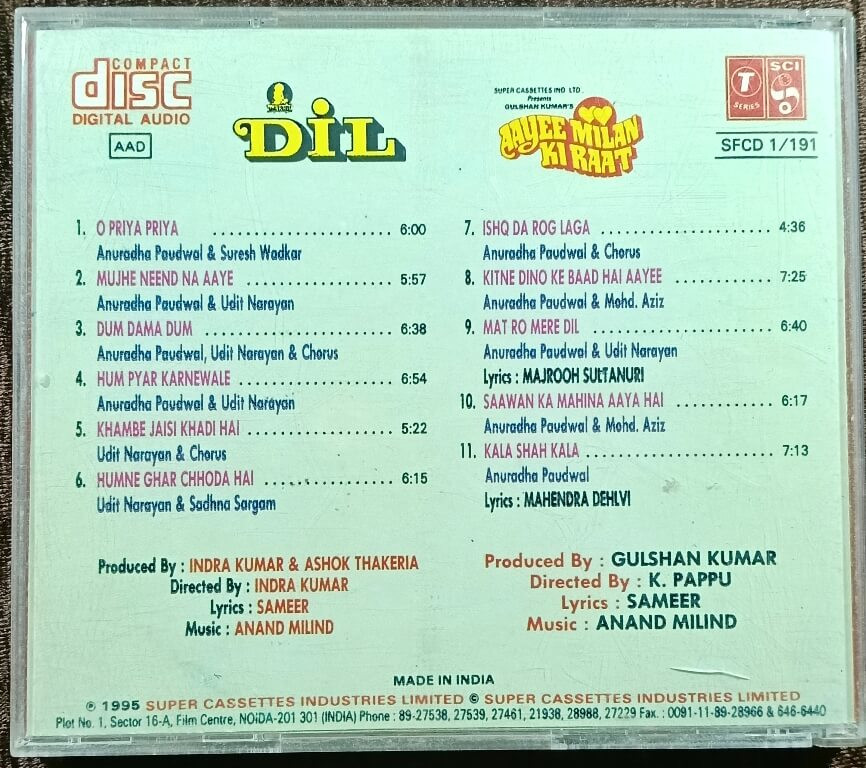 COMPACT
disc
DIGITAL AUDIO
AAD
DiL
SUPER CASSETTES IND. LTD.
Presents
GULSHAN KUMAR'S
AAYEE MILAN
KI RAAT
T
SERIES
SCI
SFCD 1/191
1. O PRIYA PRIYA .................... 6:00
Anuradha Paudwal & Suresh Wadkar
2. MUJHE NEEND NA AAYE .................. 5:57
Anuradha Paudwal & Udit Narayan
3. DUM DAMA DUM ..................... 6:38
Anuradha Paudwal, Udit Narayan & Chorus
4. HUM PYAR KARNEWALE ................. 6:54
Anuradha Paudwal & Udit Narayan
5. KHAMBE JAISI KHADI HAI ................ 5:22
Udit Narayan & Chorus
6. HUMNE GHAR CHHODA HAI .............. 6:15
Udit Narayan & Sadhna Sargam
Produced By : INDRA KUMAR & ASHOK THAKERIA
Directed By : INDRA KUMAR
Lyrics : SAMEER
Music : ANAND MILIND
7. ISHQ DA ROG LAGA ................... 4:36
Anuradha Paudwal & Chorus
8. KITNE DINO KE BAAD HAI AAYEE ........... 7:25
Anuradha Paudwal & Mohd. Aziz
9. MAT RO MERE DIL .................... 6:40
Anuradha Paudwal & Udit Narayan
Lyrics : MAJROOH SULTANURI
10. SAAWAN KA MAHINA AAYA HAI ........... 6:17
Anuradha Paudwal & Mohd. Aziz
11. KALA SHAH KALA ..................... 7:13
Anuradha Paudwal
Lyrics : MAHENDRA DEHLVI
Produced By : GULSHAN KUMAR
Directed By : K. PAPPU
Lyrics : SAMEER
Music : ANAND MILIND
MADE IN INDIA
℗ 1995 SUPER CASSETTES INDUSTRIES LIMITED © SUPER CASSETTES INDUSTRIES LIMITED
Plot No. 1, Sector 16-A, Film Centre, NOiDA-201 301 (INDIA) Phone : 89-27538, 27539, 27461, 21938, 28988, 27229 Fax. : 0091-11-89-28966 & 646-6440